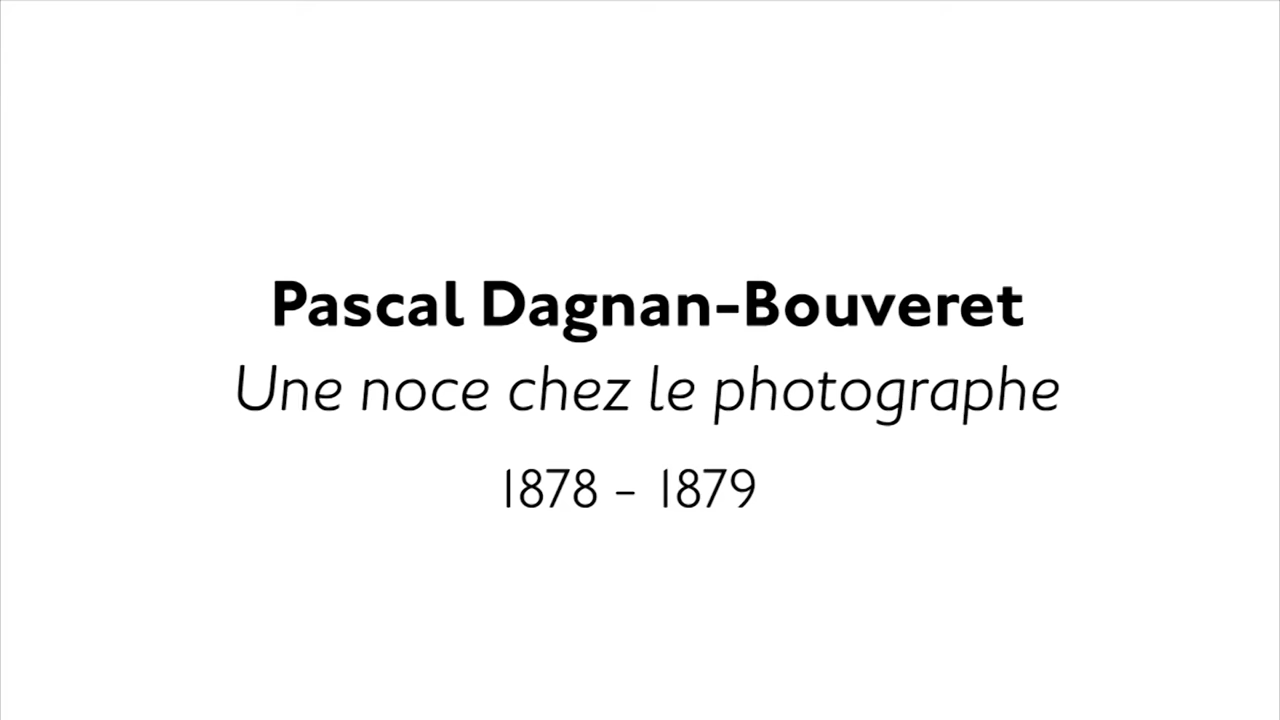 Pascal Dagnan-Bouveret
Une noce chez le photographe
1878 – 1879